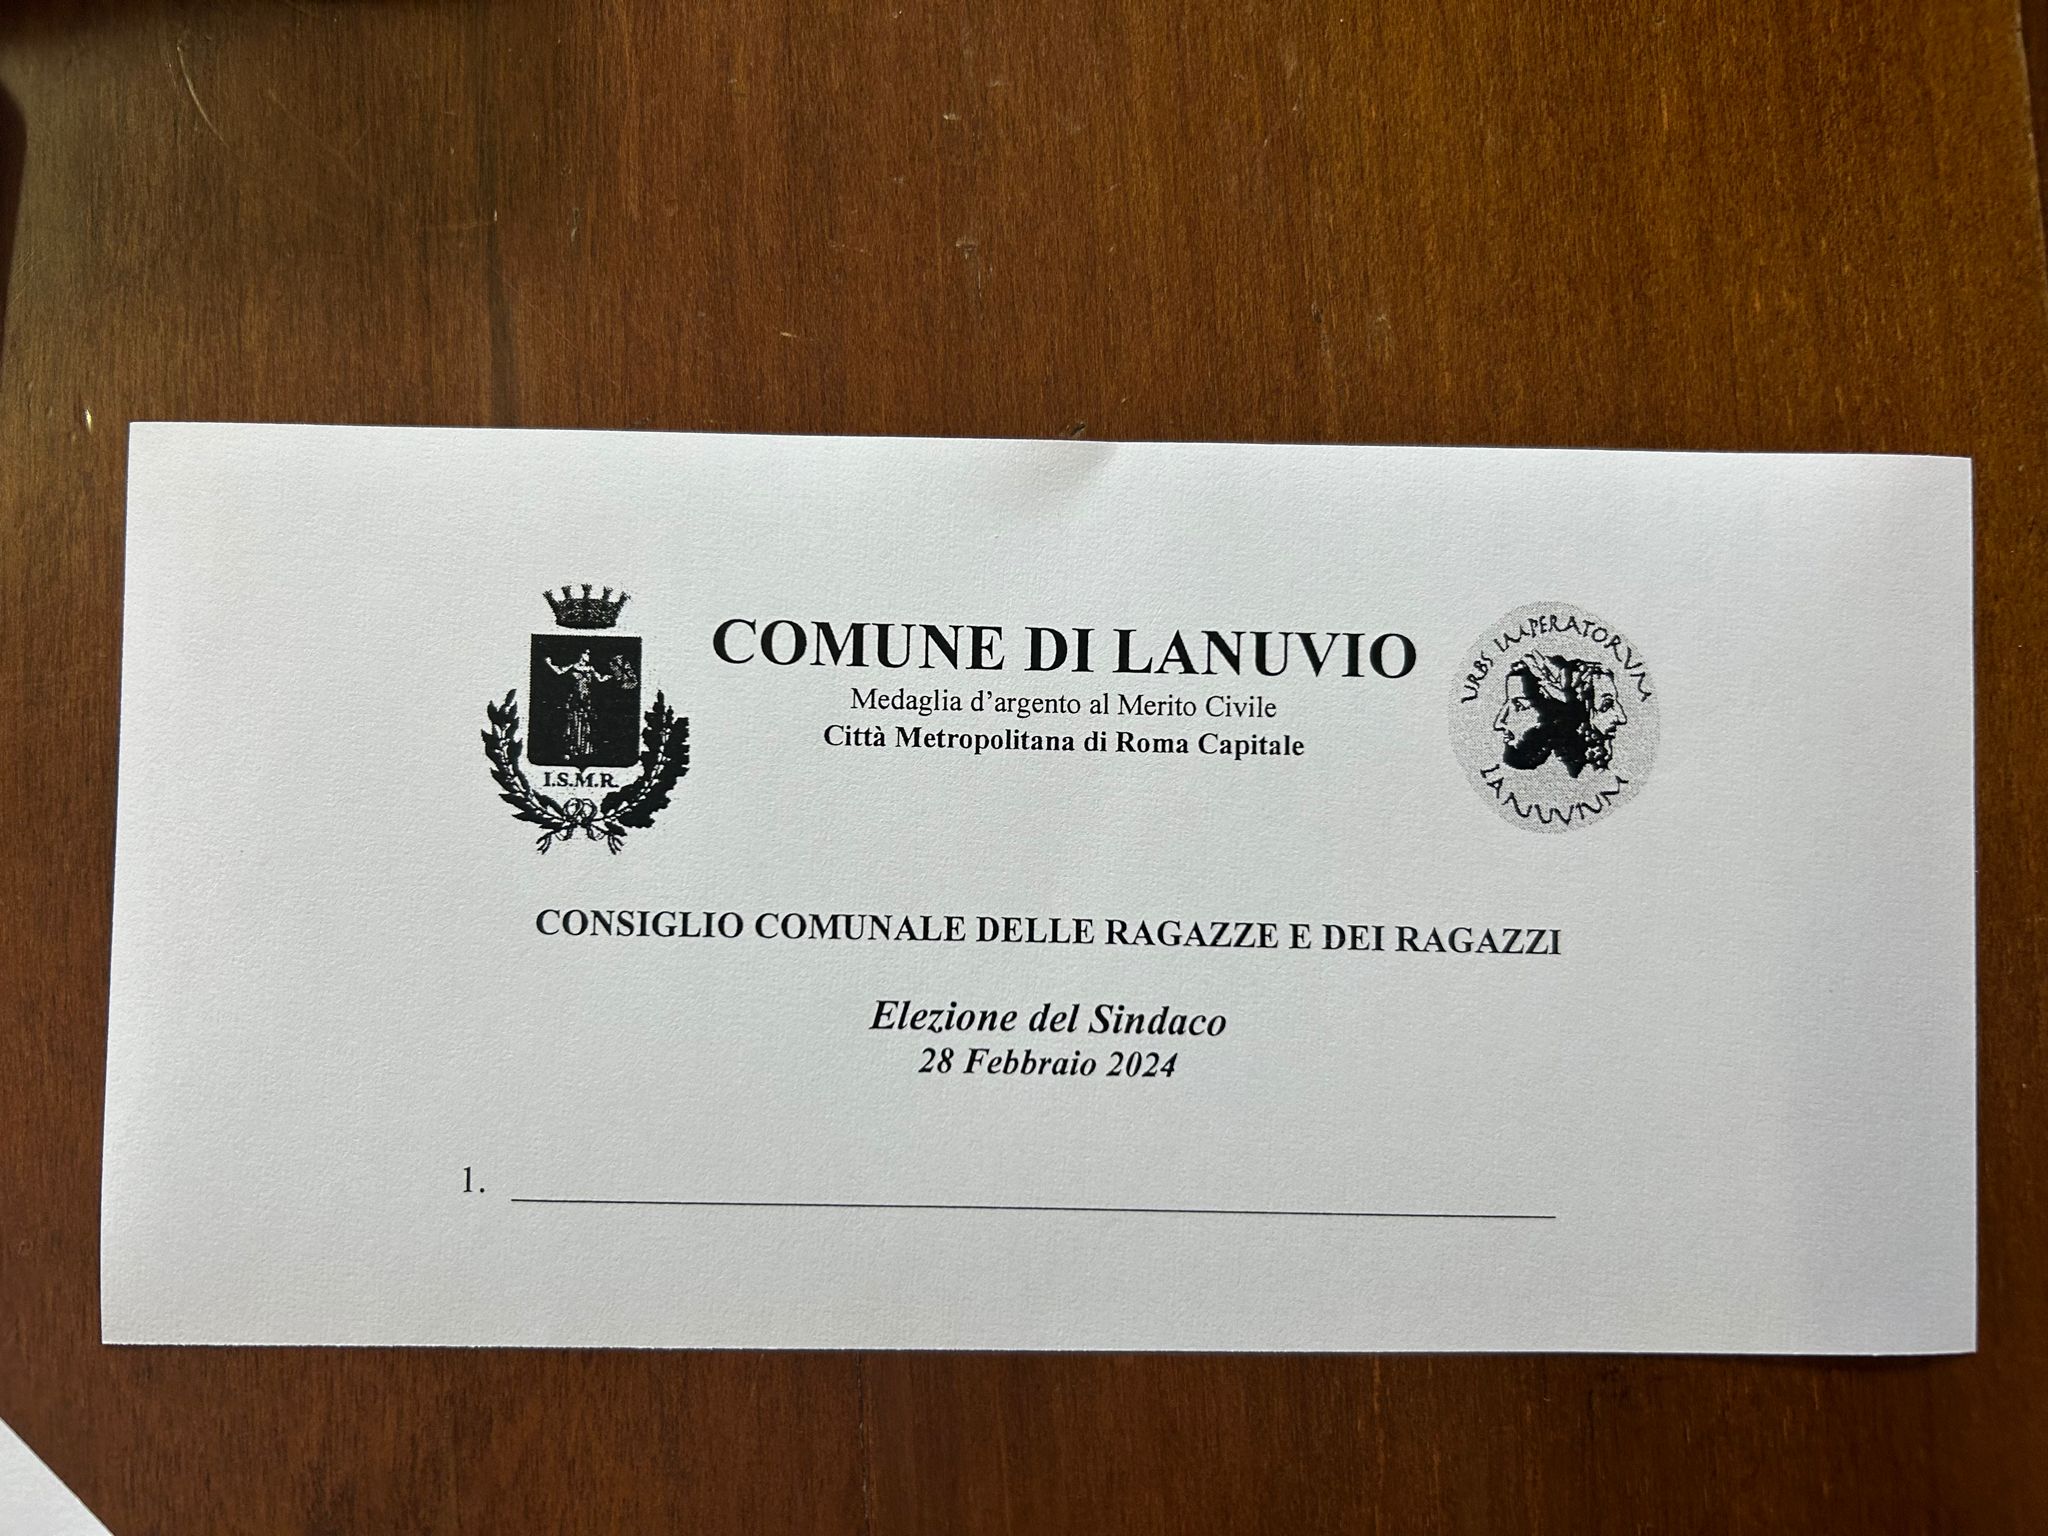 COMUNE DI LANUVIO
Medaglia d'argento al Merito Civile
Città Metropolitana di Roma Capitale
I.S.M.R.
URBS IMPERATORVM
LANVVIVM
CONSIGLIO COMUNALE DELLE RAGAZZE E DEI RAGAZZI
Elezione del Sindaco
28 Febbraio 2024
1.